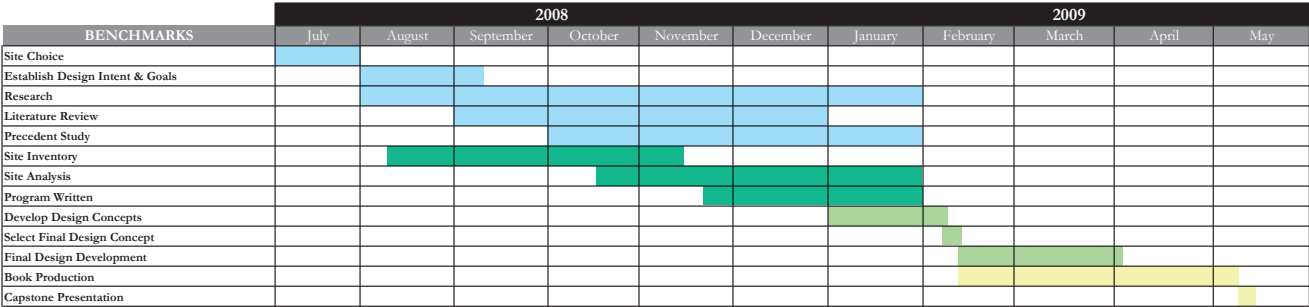 2008 2009
BENCHMARKS July August September October November December January February March April May
Site Choice
Establish Design Intent & Goals
Research
Literature Review
Precedent Study
Site Inventory
Site Analysis
Program Written
Develop Design Concepts
Select Final Design Concept
Final Design Development
Book Production
Capstone Presentation